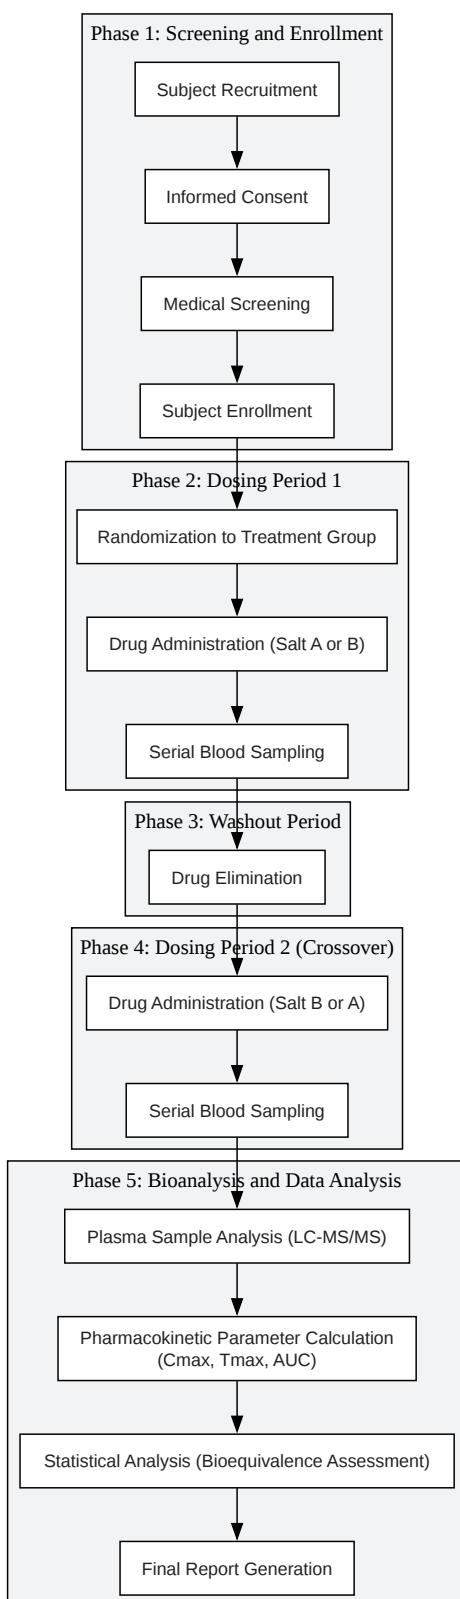 Phase 1: Screening and Enrollment
Subject Recruitment
Informed Consent
Medical Screening
Subject Enrollment
Phase 2: Dosing Period 1
Randomization to Treatment Group
Drug Administration (Salt A or B)
Serial Blood Sampling
Phase 3: Washout Period
Drug Elimination
Phase 4: Dosing Period 2 (Crossover)
Drug Administration (Salt B or A)
Serial Blood Sampling
Phase 5: Bioanalysis and Data Analysis
Plasma Sample Analysis (LC-MS/MS)
Pharmacokinetic Parameter Calculation
(Cmax, Tmax, AUC)
Statistical Analysis (Bioequivalence Assessment)
Final Report Generation